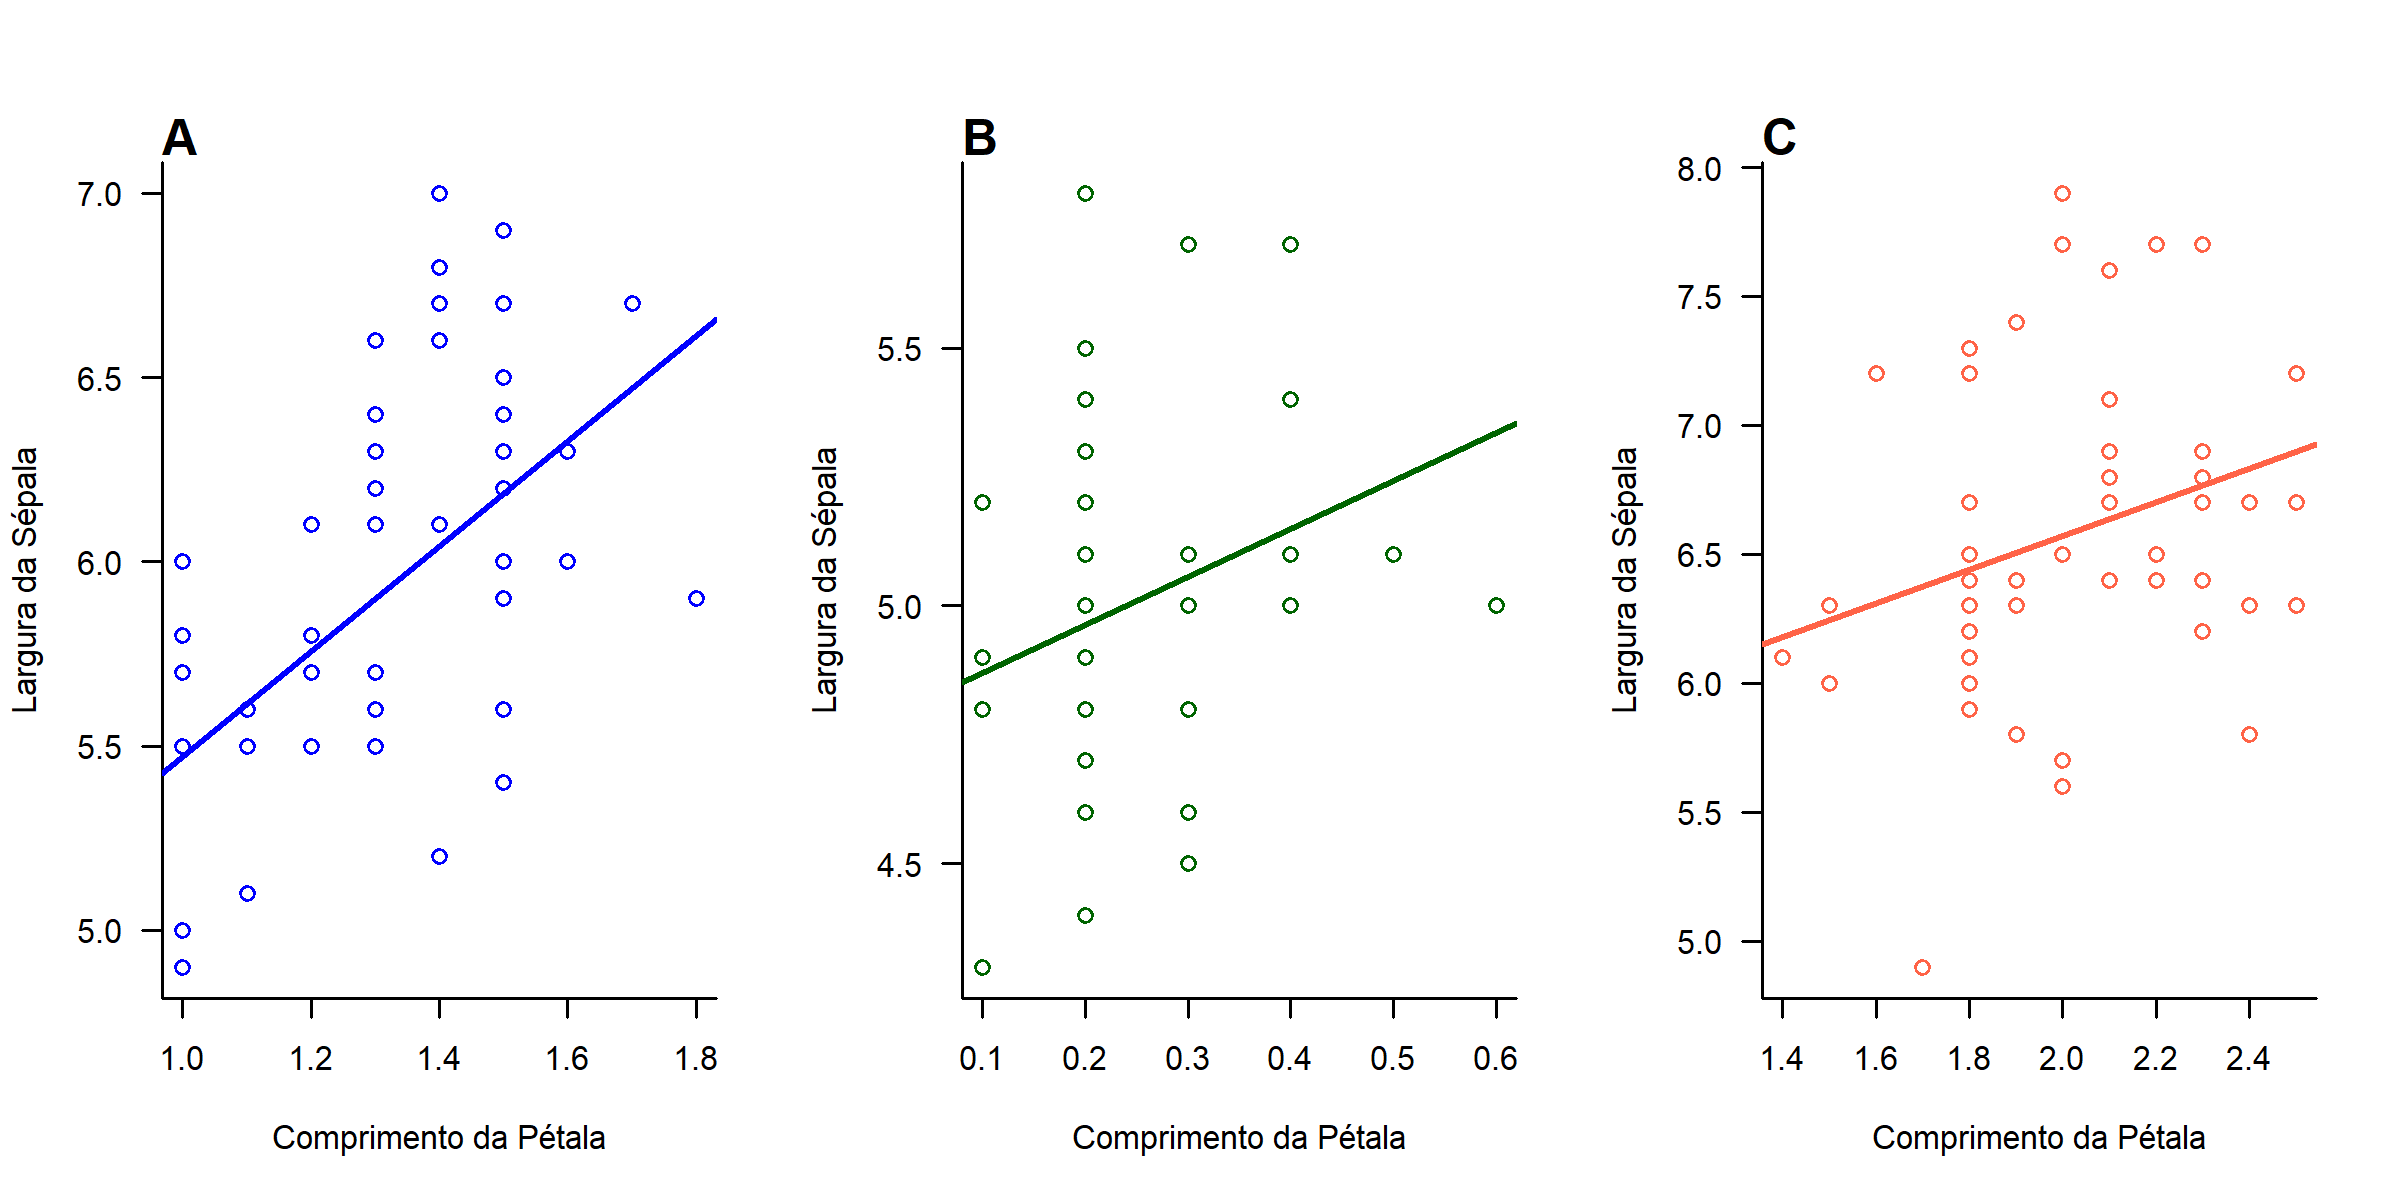 A
7.0
6.5
6.0
5.5
5.0
Largura da Sépala
1.0 1.2 1.4 1.6 1.8
Comprimento da Pétala
B
5.5
5.0
4.5
Largura da Sépala
0.1 0.2 0.3 0.4 0.5 0.6
Comprimento da Pétala
C
8.0
7.5
7.0
6.5
6.0
5.5
5.0
Largura da Sépala
1.4 1.6 1.8 2.0 2.2 2.4
Comprimento da Pétala